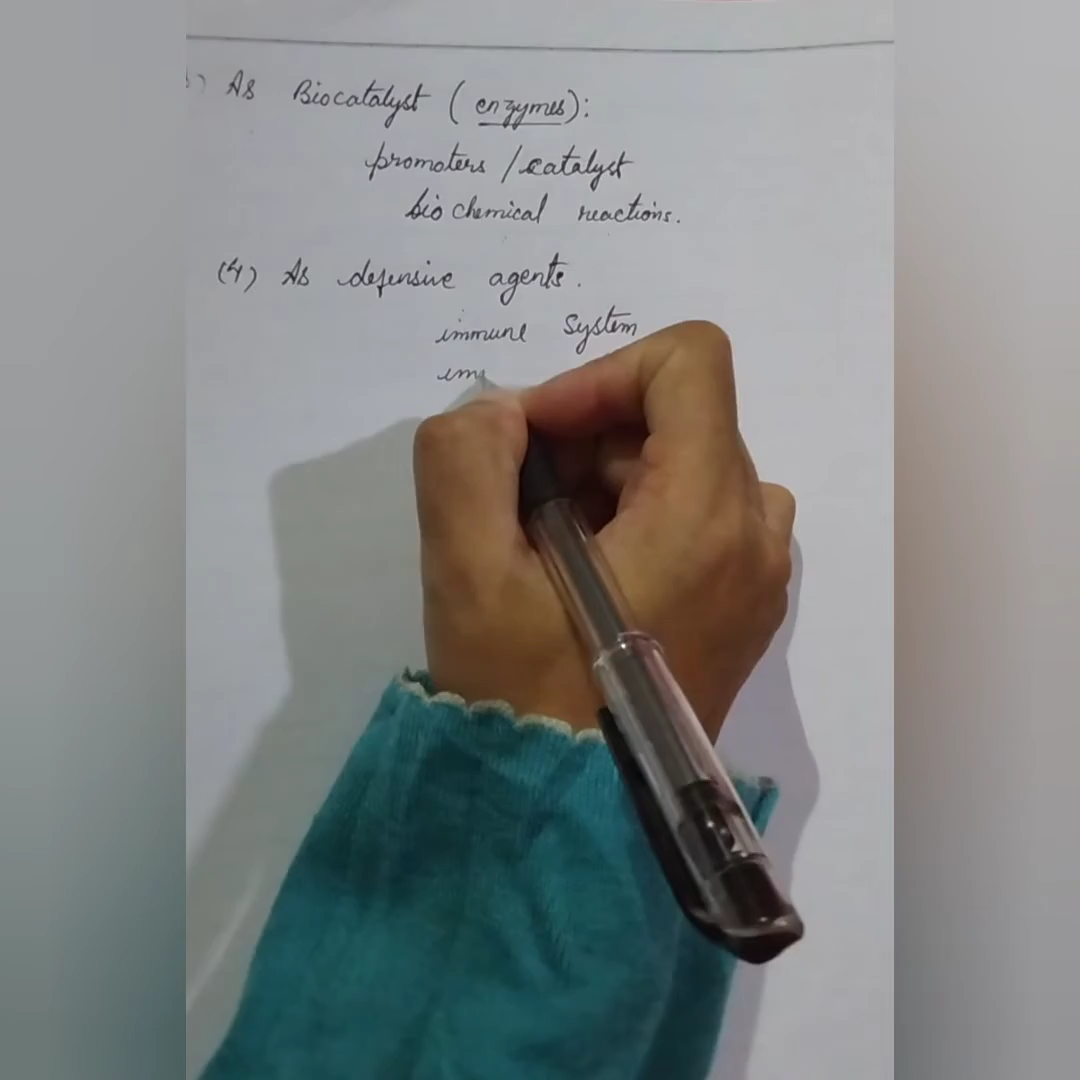 ) As Biocatalyst (enzymes):
promoters / catalyst
bio chemical reactions.
(4) As defensive agents.
immune System